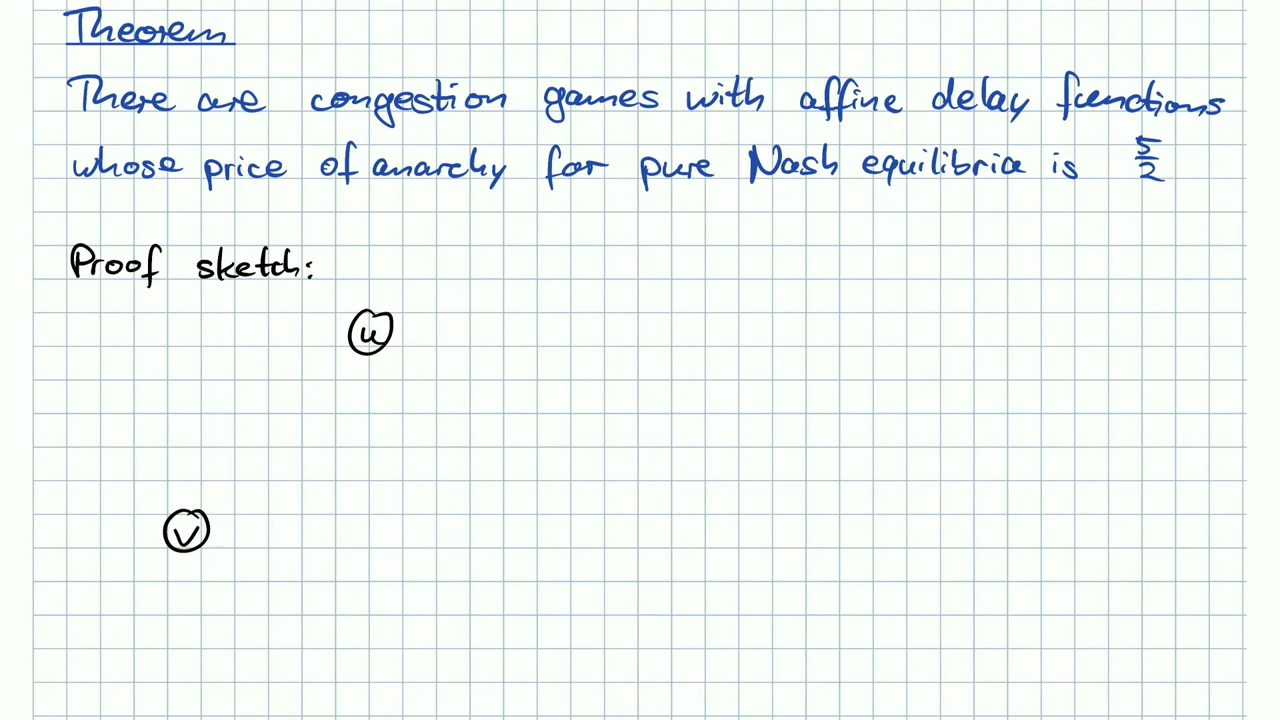 Theorem
There are congestion games with affine delay functions
whose price of anarchy for pure Nash equilibria is 5/2
Proof sketch:
u
v